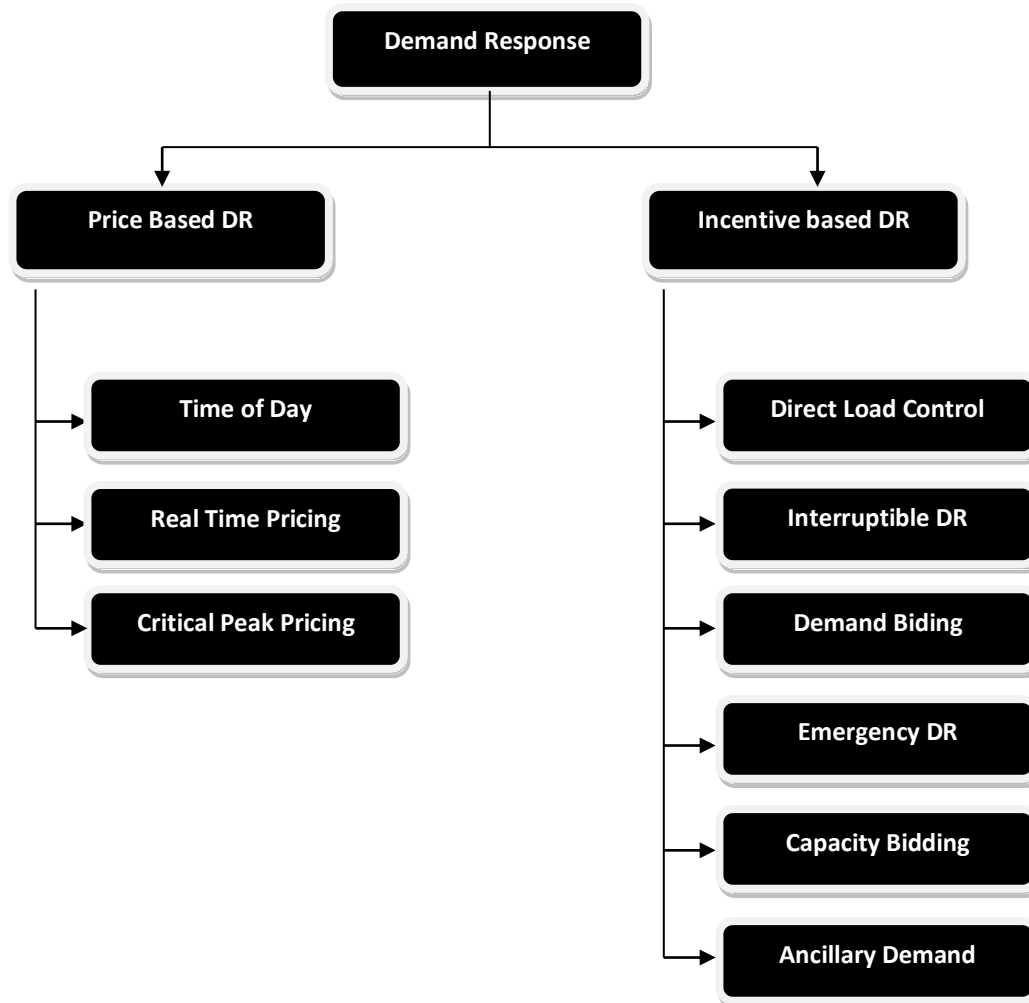 Demand Response
Price Based DR
Incentive based DR
Time of Day
Real Time Pricing
Critical Peak Pricing
Direct Load Control
Interruptible DR
Demand Biding
Emergency DR
Capacity Bidding
Ancillary Demand